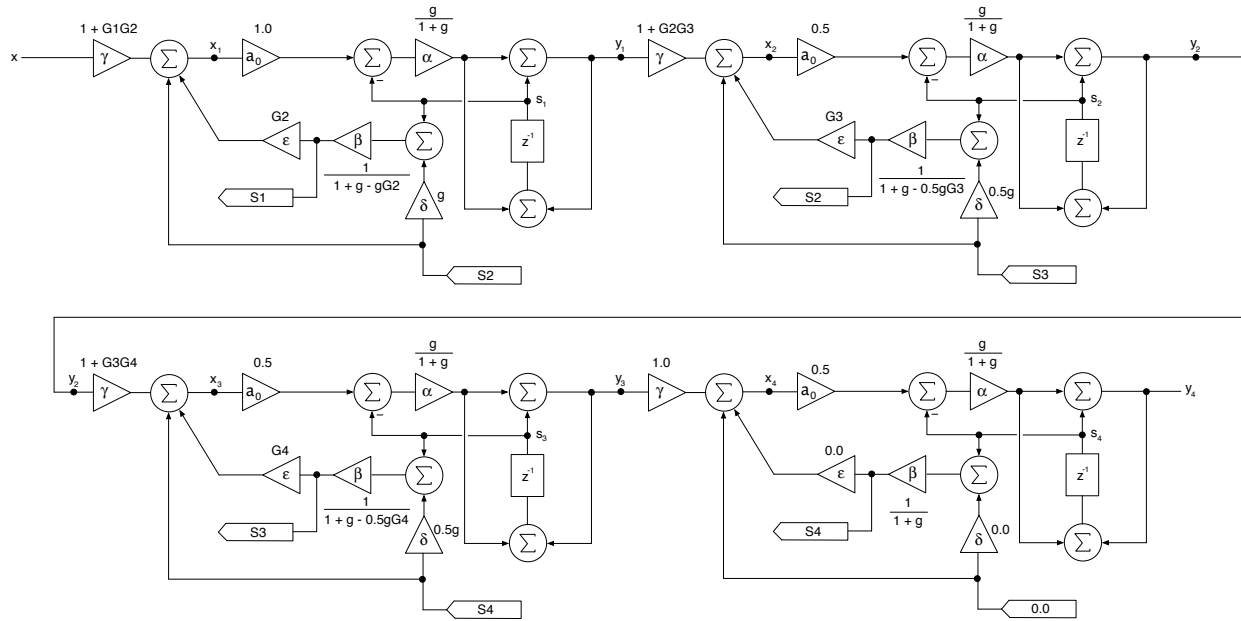 1 + G1G2
g
1 + g
1 + G2G3
g
1 + g
x
γ
Σ
x1
1.0
a0
Σ
–
α
Σ
y1
γ
Σ
x2
0.5
a0
Σ
–
α
Σ
y2
s1
s2
G2
ε
β
Σ
z-1
G3
ε
β
Σ
z-1
S1
1
1 + g - gG2
g
δ
Σ
S2
1
1 + g - 0.5gG3
0.5g
δ
Σ
S2
S3
1 + G3G4
g
1 + g
1.0
g
1 + g
y2
γ
Σ
x3
0.5
a0
Σ
–
α
Σ
y3
γ
Σ
x4
0.5
a0
Σ
–
α
Σ
y4
s3
s4
G4
ε
β
Σ
z-1
0.0
ε
β
Σ
z-1
S3
1
1 + g - 0.5gG4
0.5g
δ
Σ
S4
1
1 + g
0.0
δ
Σ
S4
0.0